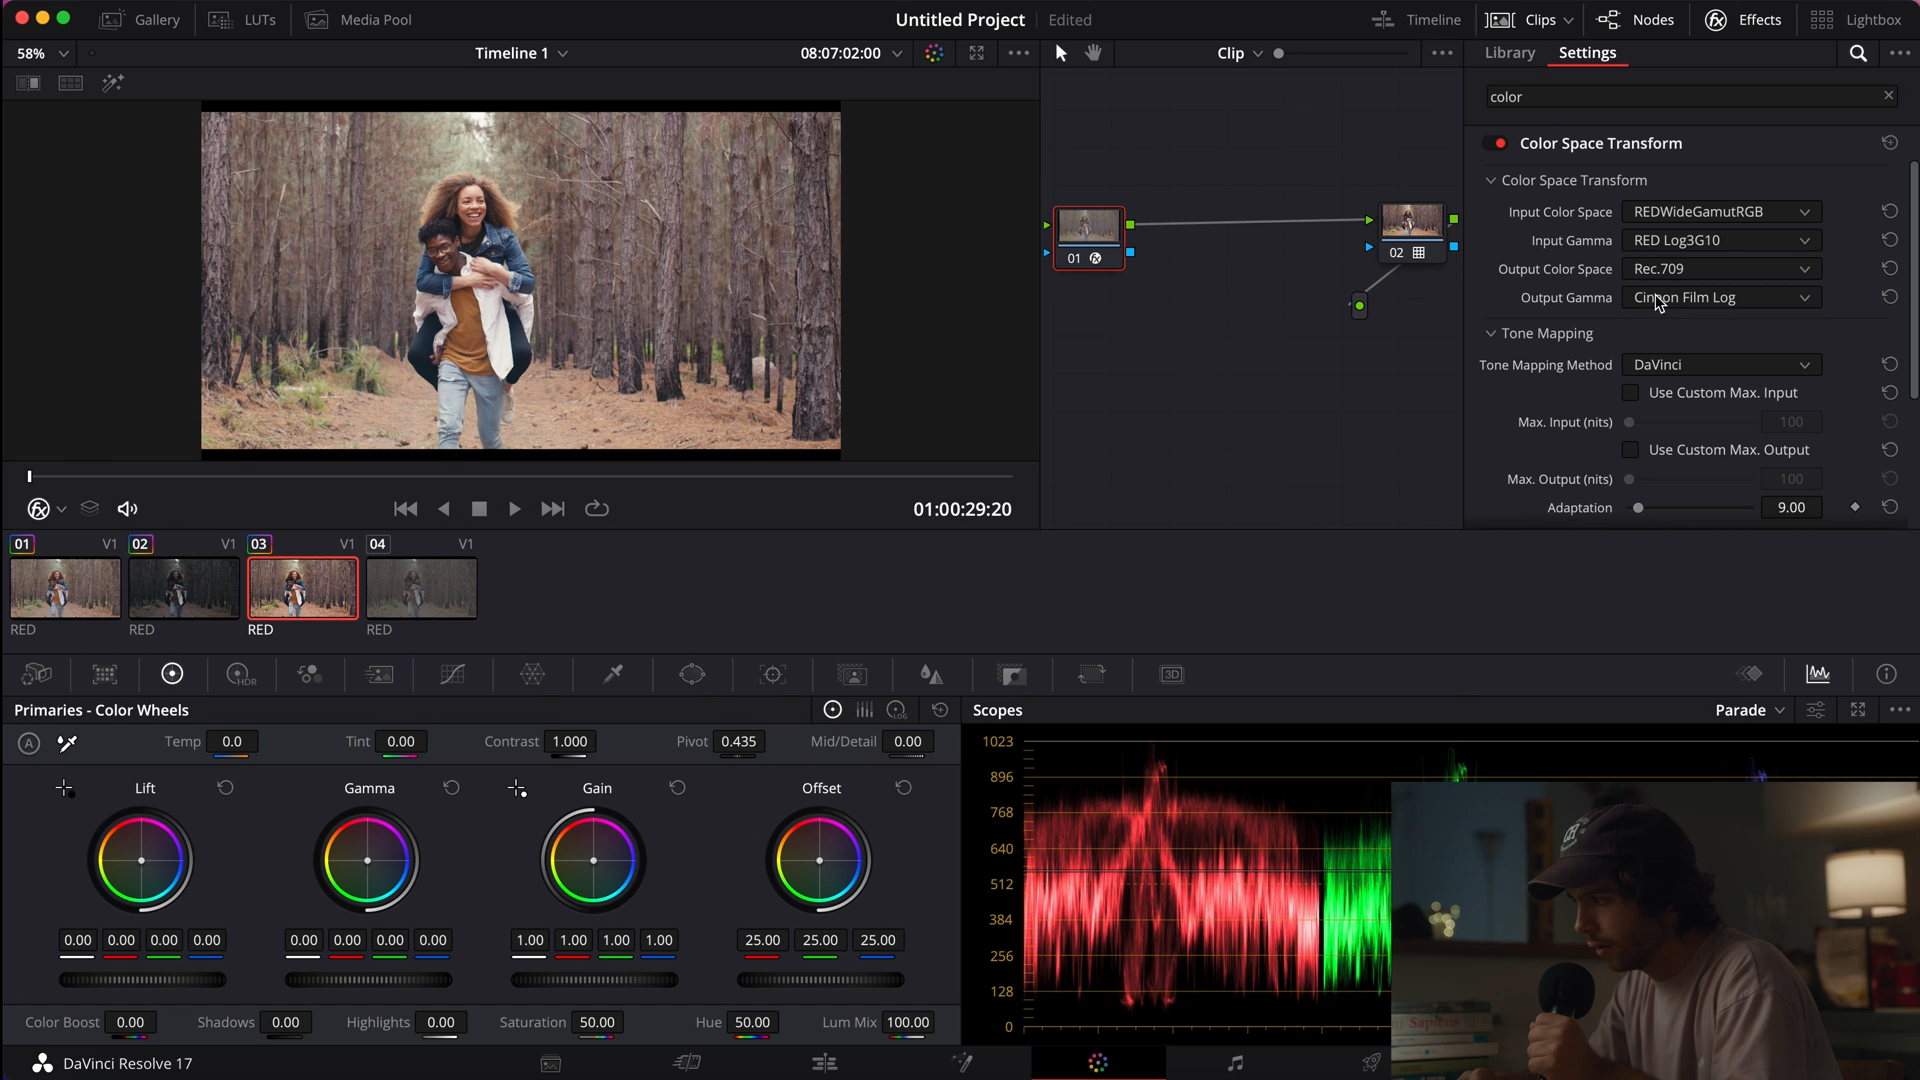 Gallery LUTs Media Pool Untitled Project Edited Timeline Clips Nodes fx Effects Lightbox
58% Timeline 1 08:07:02:00 Clip Library Settings
color
Color Space Transform
Color Space Transform
Input Color Space REDWideGamutRGB
Input Gamma RED Log3G10
Output Color Space Rec.709
Output Gamma Film Log
01 02
Tone Mapping
Tone Mapping Method DaVinci
Use Custom Max. Input
Max. Input (nits) 100
Use Custom Max. Output
Max. Output (nits) 100
Adaptation 9.00
fx 01:00:29:20
01 V1 02 V1 03 V1 04 V1
RED RED RED RED
HDR 3D
Primaries - Color Wheels LOG Scopes Parade
A Temp 0.0 Tint 0.00 Contrast 1.000 Pivot 0.435 Mid/Detail 0.00
Lift Gamma Gain Offset
0.00 0.00 0.00 0.00 0.00 0.00 0.00 0.00 1.00 1.00 1.00 1.00 25.00 25.00 25.00
Color Boost 0.00 Shadows 0.00 Highlights 0.00 Saturation 50.00 Hue 50.00 Lum Mix 100.00
1023
896
768
640
512
384
256
128
0
Sapiens
DaVinci Resolve 17